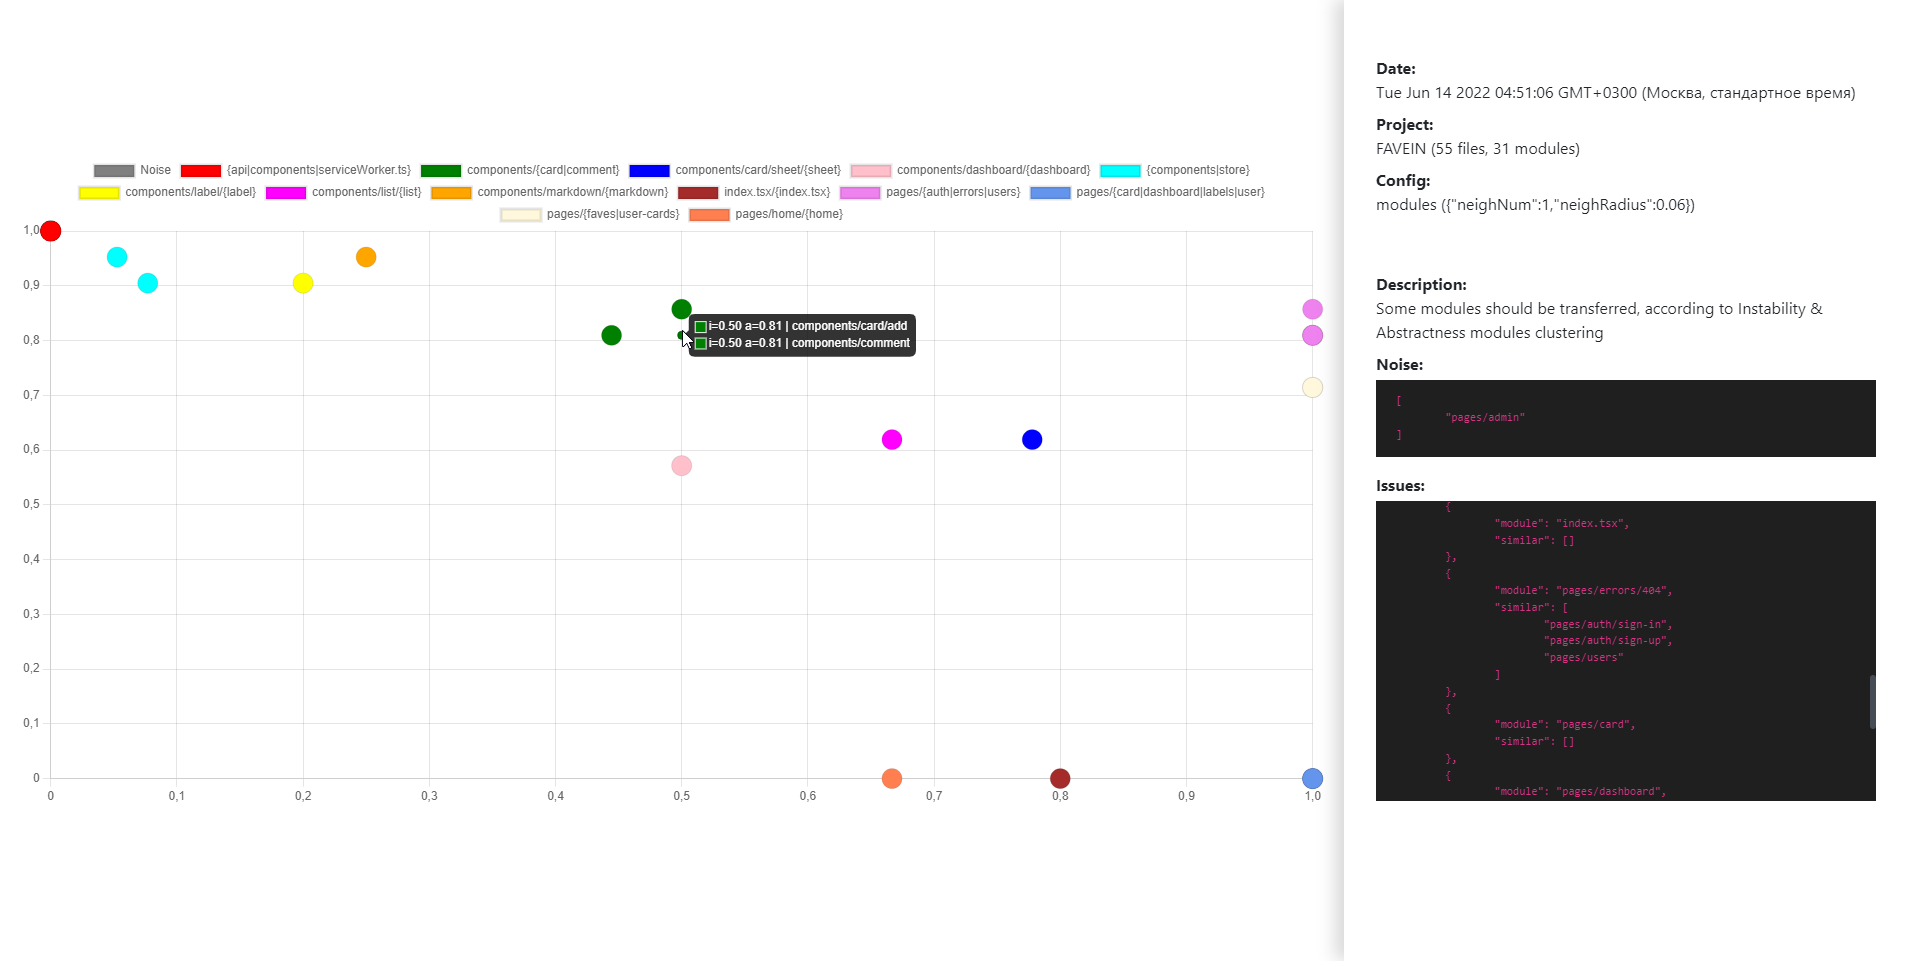 Noise {api|components|serviceWorker.ts} components/{card|comment} components/card/sheet/{sheet} components/dashboard/{dashboard} {components|store}
components/label/{label} components/list/{list} components/markdown/{markdown} index.tsx/{index.tsx} pages/{auth|errors|users} pages/{card|dashboard|labels|user}
pages/{faves|user-cards} pages/home/{home}
1,0
0,9
0,8
0,7
0,6
0,5
0,4
0,3
0,2
0,1
0
0 0,1 0,2 0,3 0,4 0,5 0,6 0,7 0,8 0,9 1,0
i=0.50 a=0.81 | components/card/add
i=0.50 a=0.81 | components/comment
Date:
Tue Jun 14 2022 04:51:06 GMT+0300 (Москва, стандартное время)
Project:
FAVEIN (55 files, 31 modules)
Config:
modules ({"neighNum":1,"neighRadius":0.06})
Description:
Some modules should be transferred, according to Instability &
Abstractness modules clustering
Noise:
[
"pages/admin"
]
Issues:
{
"module": "index.tsx",
"similar": []
},
{
"module": "pages/errors/404",
"similar": [
"pages/auth/sign-in",
"pages/auth/sign-up",
"pages/users"
]
},
{
"module": "pages/card",
"similar": []
},
{
"module": "pages/dashboard",